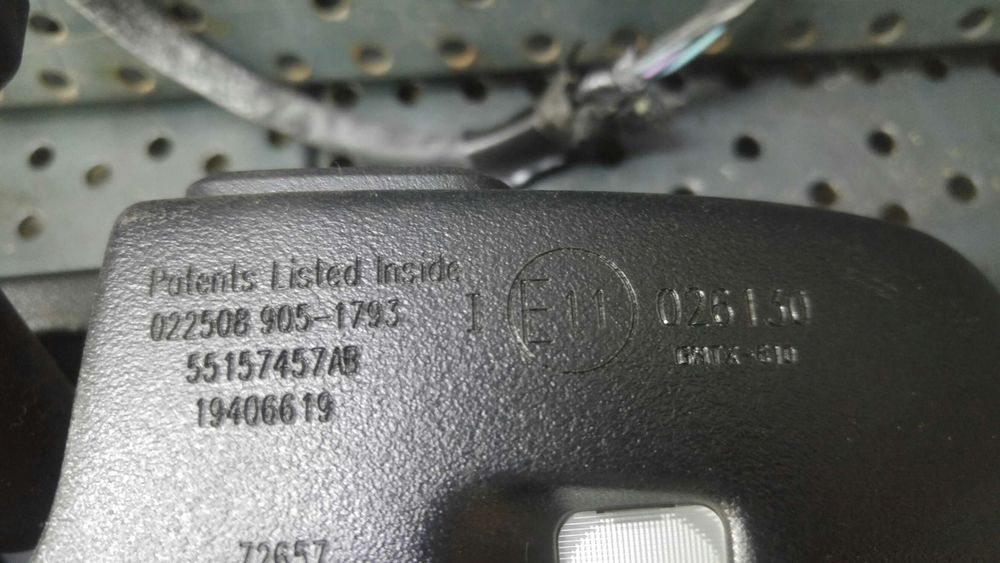 Patents Listed Inside
022508 905-1793
55157457AB
19406619
I E11 026130
72657